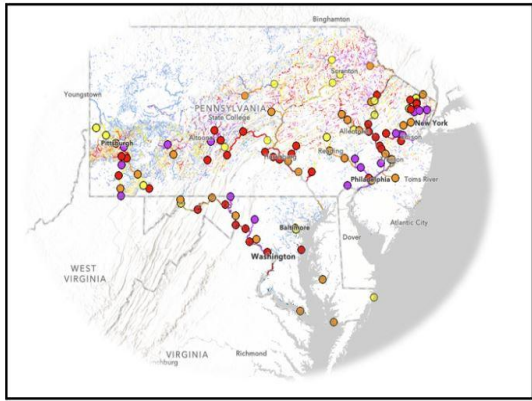 Binghamton
Scranton
Youngstown
PENNSYLVANIA
State College
New York
Altoona
Pittsburgh
Reading
Philadelphia
Toms River
Atlantic City
Baltimore
Dover
Washington
WEST
VIRGINIA
VIRGINIA
Richmond
hburg